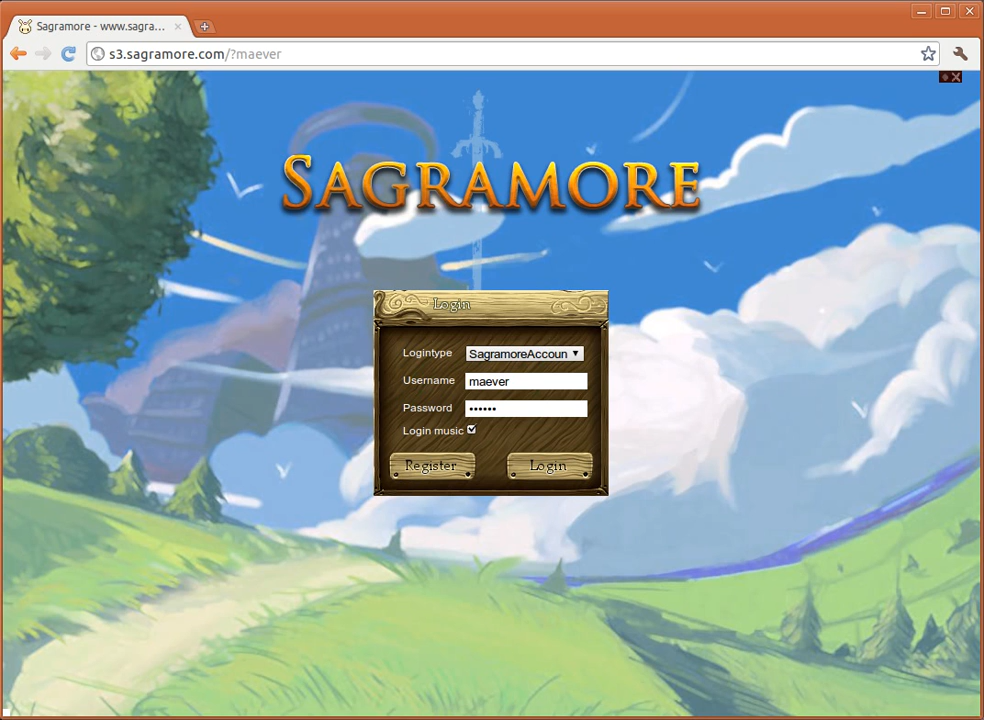 Sagramore - www.sagra...
s3.sagramore.com/?maever
SAGRAMORE
Login
Logintype SagramoreAccoun
Username maever
Password ••••••
Login music
Register Login